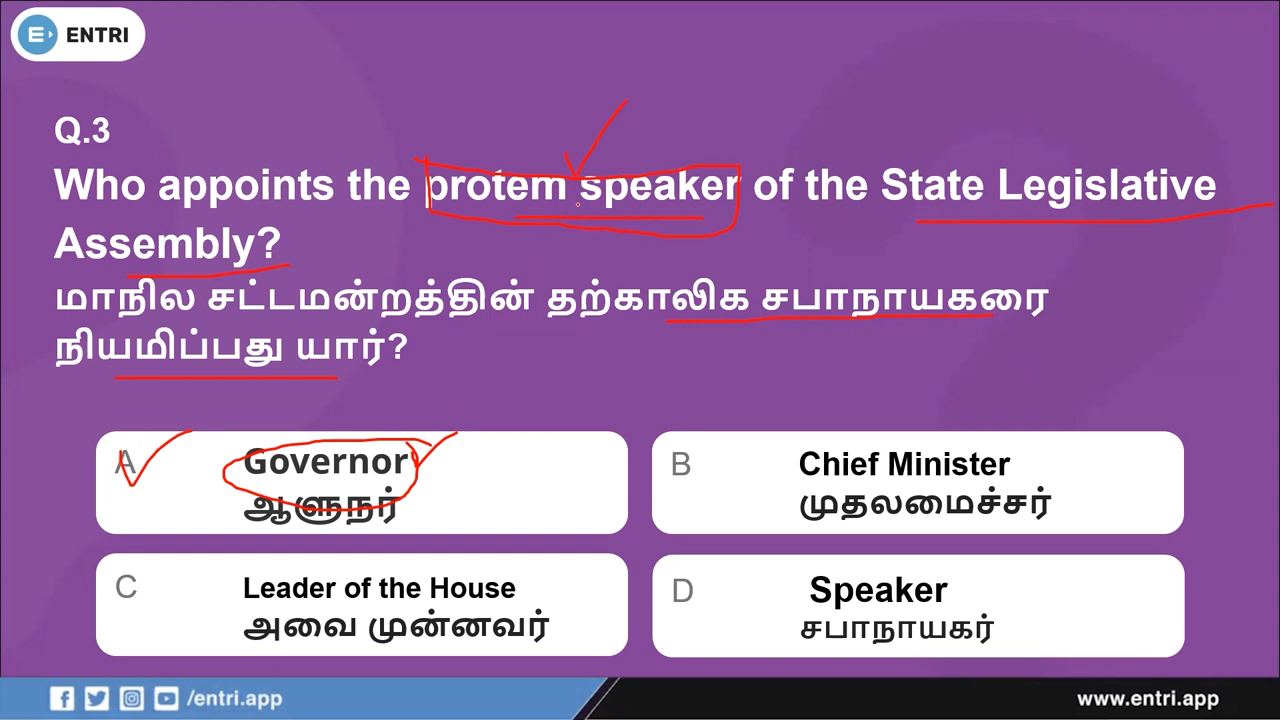 ENTRI
Q.3
Who appoints the protem speaker of the State Legislative
Assembly?
மாநில சட்டமன்றத்தின் தற்காலிக சபாநாயகரை
நியமிப்பது யார்?
A
Governor
ஆளுநர்
B
Chief Minister
முதலமைச்சர்
C
Leader of the House
அவை முன்னவர்
D
Speaker
சபாநாயகர்
/entri.app
www.entri.app